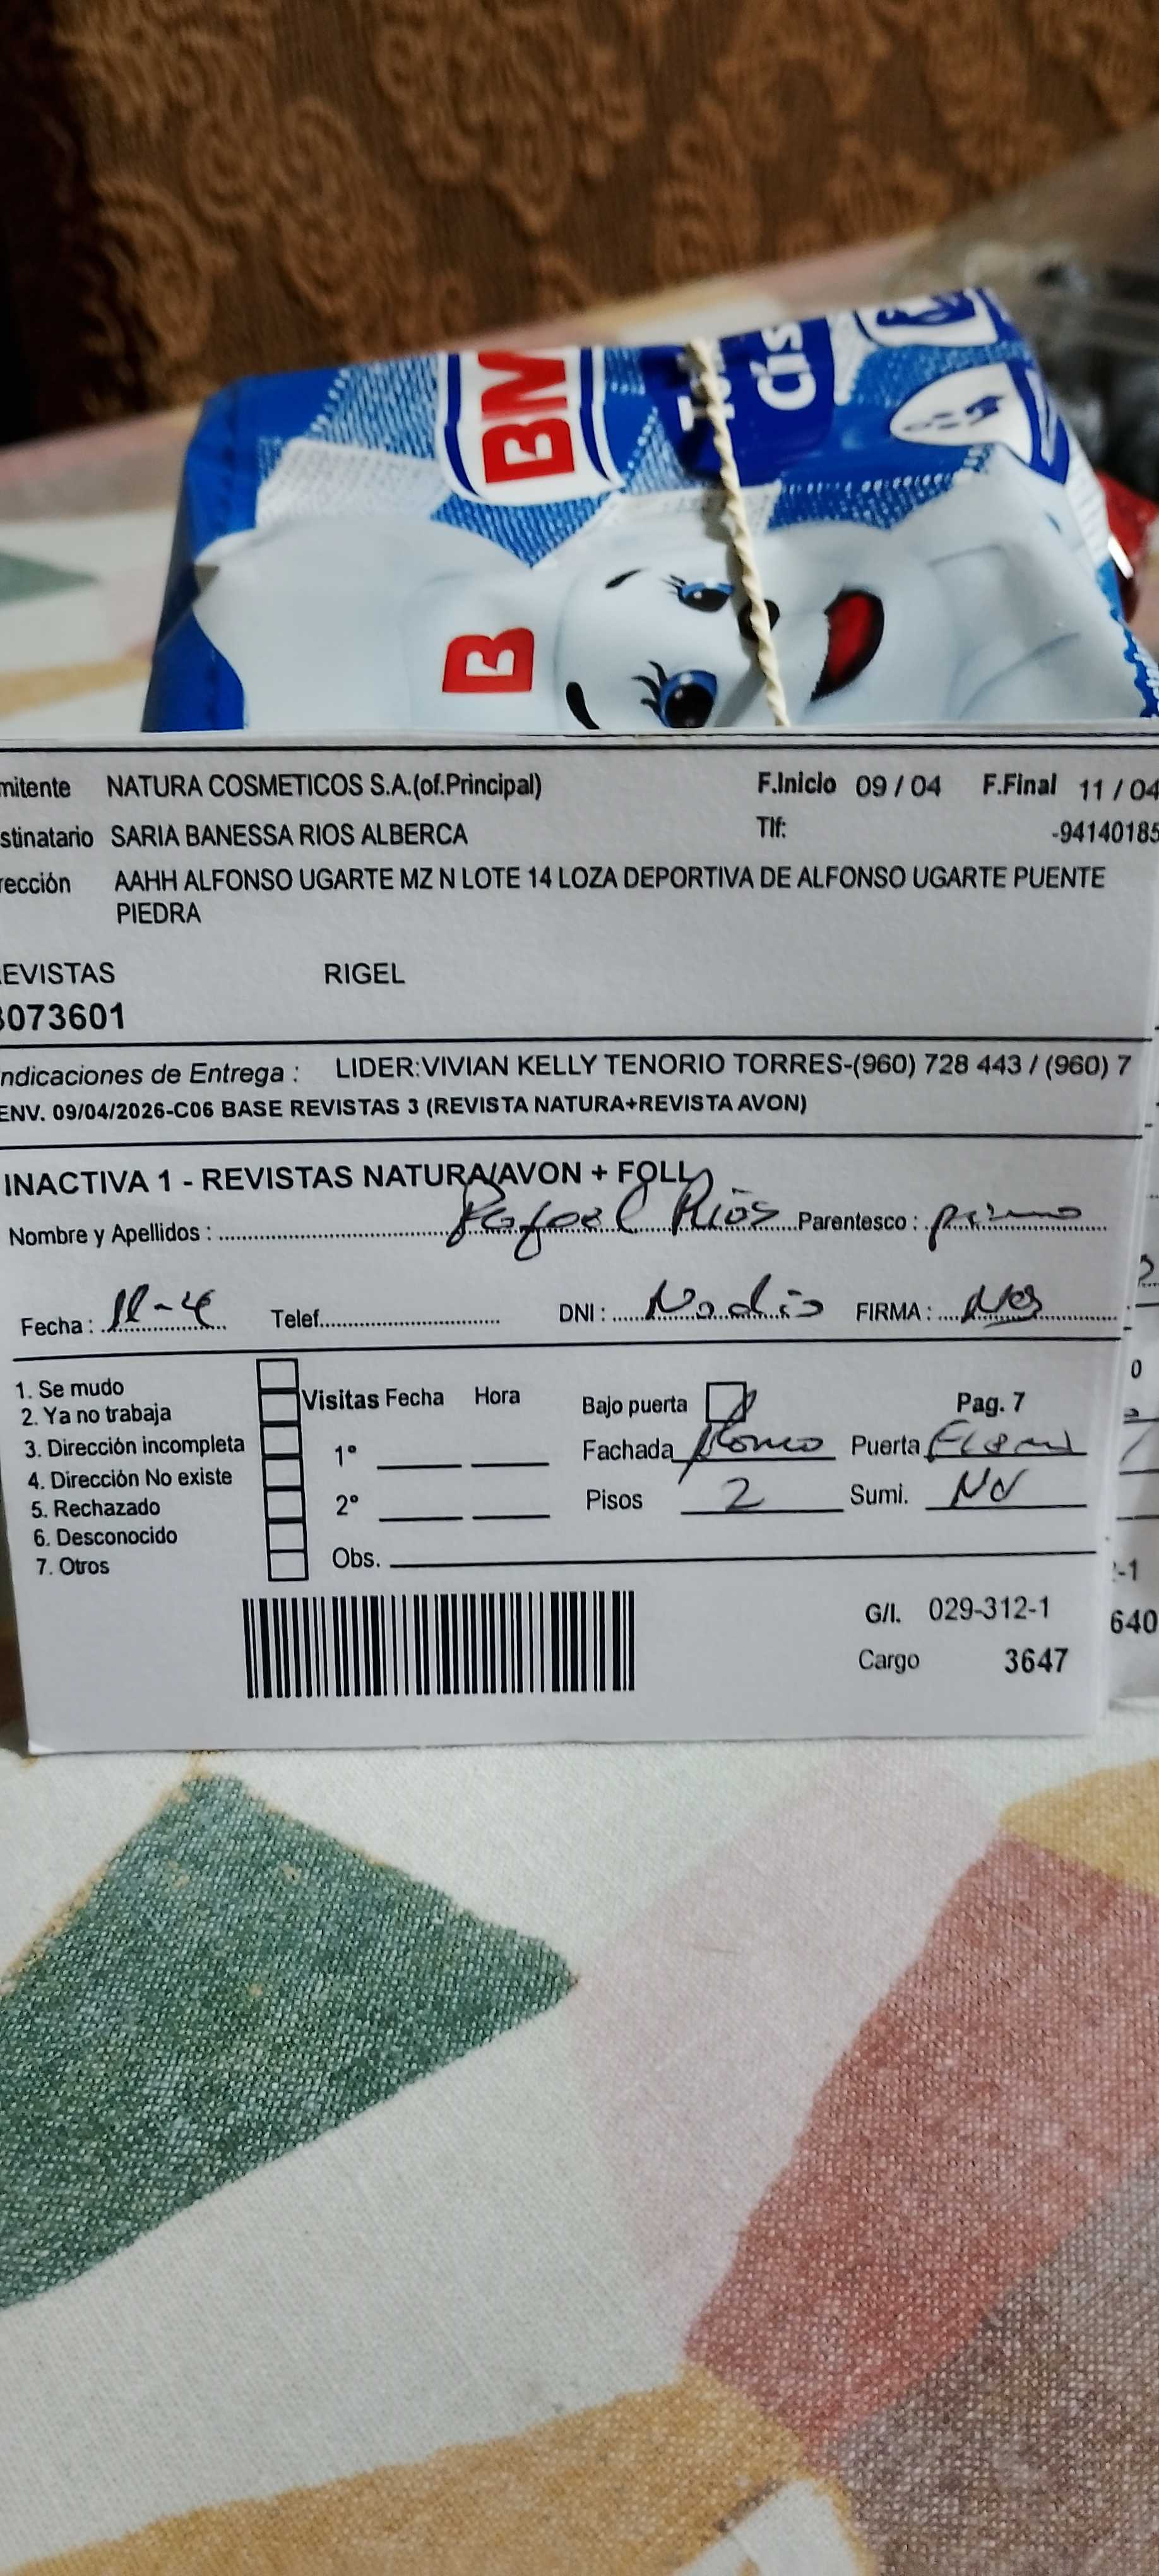 BM
B
mitente NATURA COSMETICOS S.A.(of.Principal) F.Inicio 09 / 04 F.Final 11 / 04
stinatario SARIA BANESSA RIOS ALBERCA Tlf: -94140185
rección AAHH ALFONSO UGARTE MZ N LOTE 14 LOZA DEPORTIVA DE ALFONSO UGARTE PUENTE
PIEDRA
EVISTAS RIGEL
3073601
ndicaciones de Entrega : LIDER:VIVIAN KELLY TENORIO TORRES-(960) 728 443 / (960) 7
ENV. 09/04/2026-C06 BASE REVISTAS 3 (REVISTA NATURA+REVISTA AVON)
INACTIVA 1 - REVISTAS NATURA/AVON + FOLL
Nombre y Apellidos : Rafael Rios Parentesco : primo
Fecha : 11-4 Telef. DNI : FIRMA :
1. Se mudo
2. Ya no trabaja
3. Dirección incompleta
4. Dirección No existe
5. Rechazado
6. Desconocido
7. Otros
Visitas Fecha Hora
1°
2°
Obs.
Bajo puerta Pag. 7
Fachada Puerta
Pisos 2 Sumi. No
G/I. 029-312-1
Cargo 3647
0
-1
640